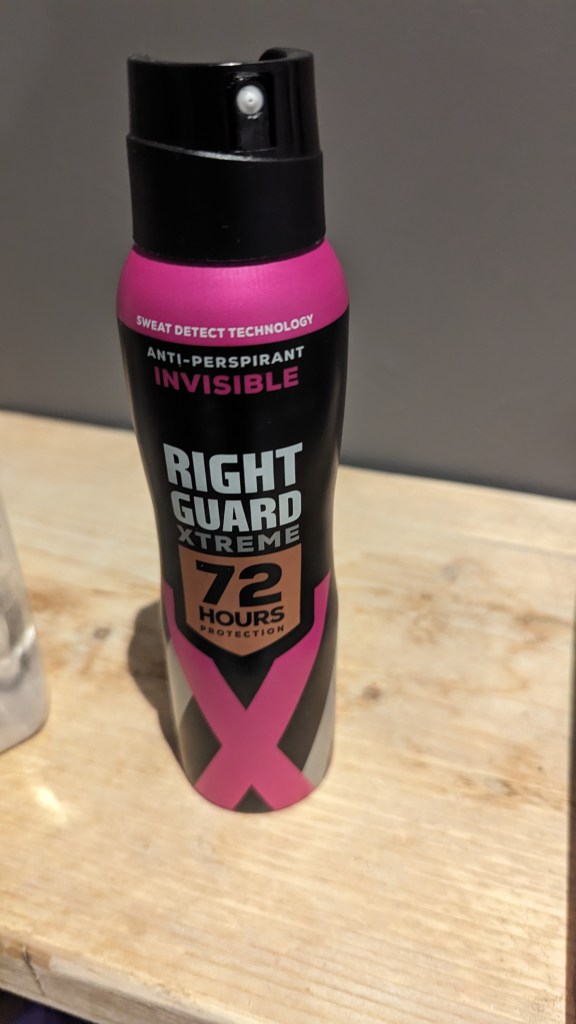 SWEAT DETECT TECHNOLOGY
ANTI-PERSPIRANT
INVISIBLE
RIGHT
GUARD
XTREME
72
HOURS
PROTECTION